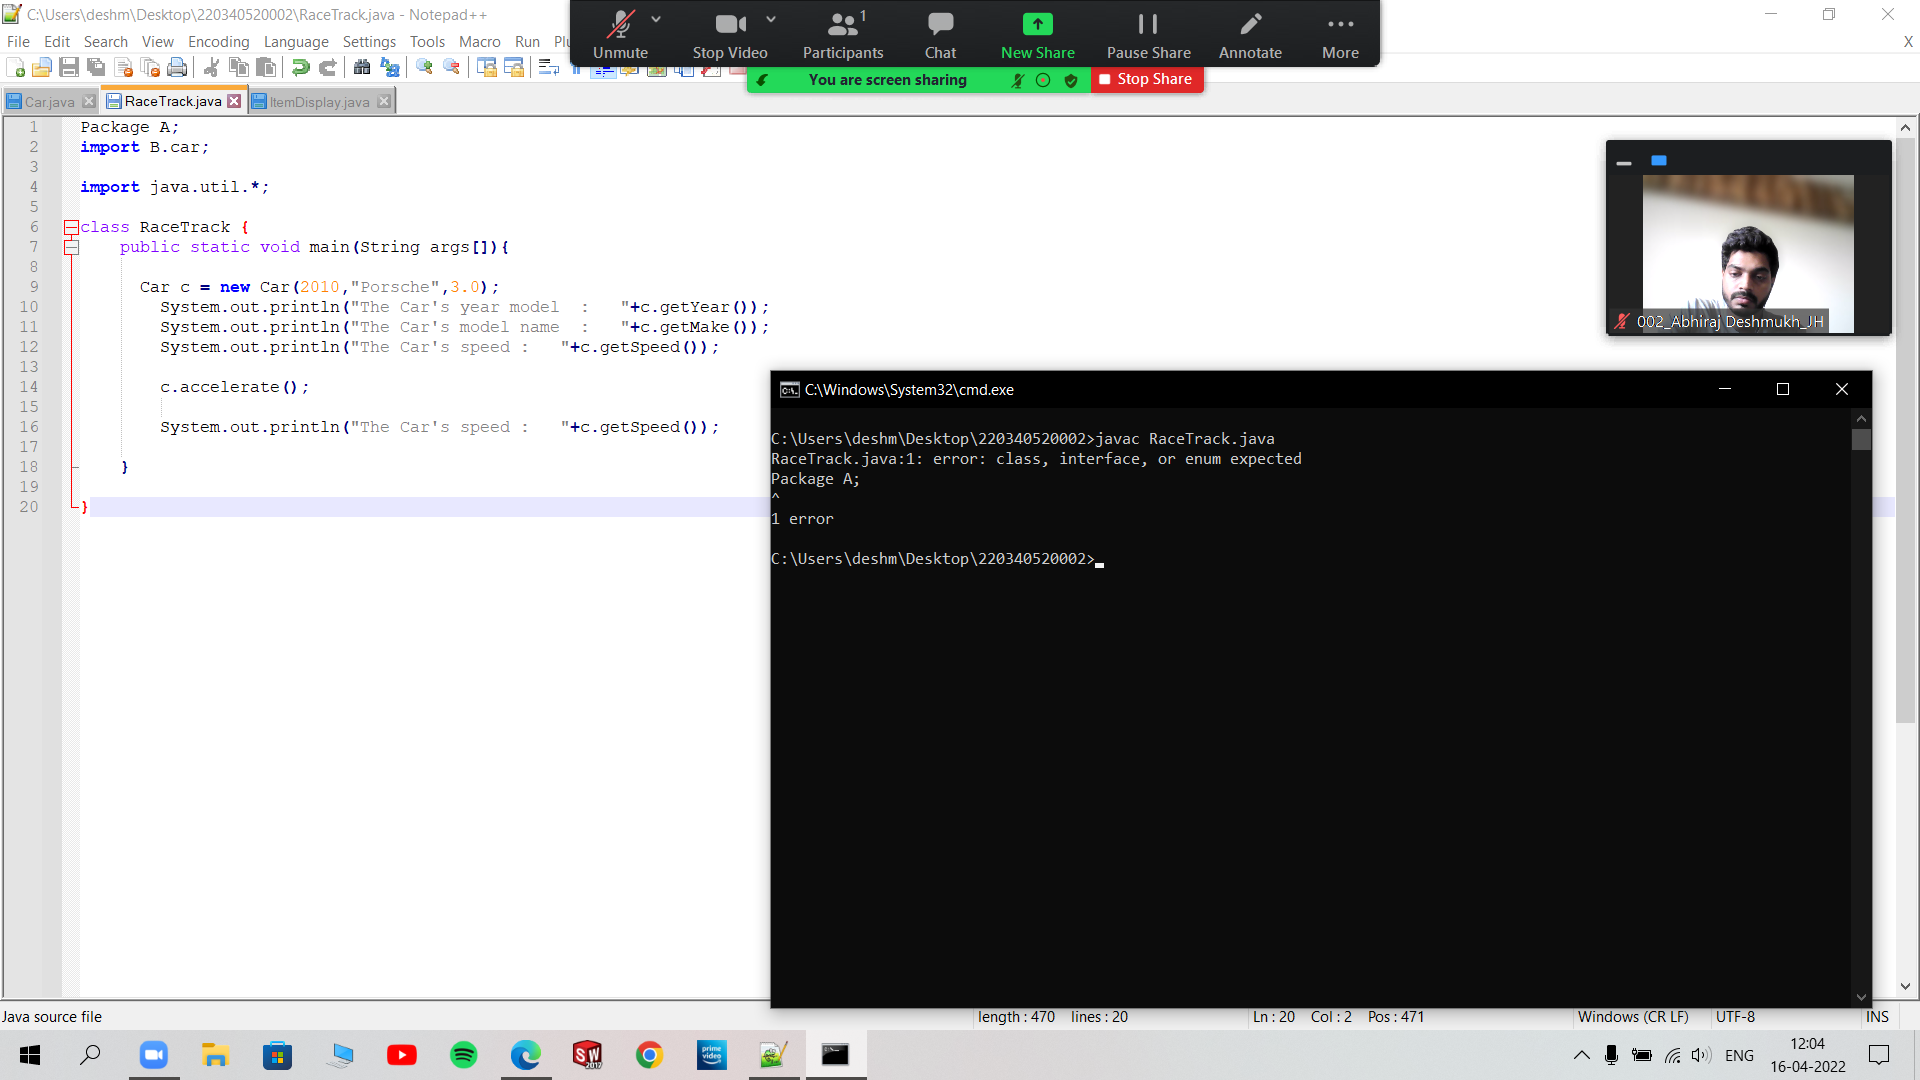 C:\Users\deshm\Desktop\220340520002\RaceTrack.java - Notepad++
File Edit Search View Encoding Language Settings Tools Macro Run
Unmute
Stop Video
1
Participants
Chat
New Share
Pause Share
Annotate
More
You are screen sharing
Stop Share
X
Car.java
RaceTrack.java
ItemDisplay.java
1 Package A;
2 import B.car;
3
4 import java.util.*;
5
6 class RaceTrack {
7 public static void main(String args[]){
8
9 Car c = new Car(2010,"Porsche",3.0);
10 System.out.println("The Car's year model  :   "+c.getYear());
11 System.out.println("The Car's model name  :   "+c.getMake());
12 System.out.println("The Car's speed :   "+c.getSpeed());
13
14 c.accelerate();
15
16 System.out.println("The Car's speed :   "+c.getSpeed());
17
18 }
19
20 }
002_Abhiraj Deshmukh_JH
C:\Windows\System32\cmd.exe
C:\Users\deshm\Desktop\220340520002>javac RaceTrack.java
RaceTrack.java:1: error: class, interface, or enum expected
Package A;
^
1 error
C:\Users\deshm\Desktop\220340520002>
Java source file
length : 470 lines : 20
Ln : 20 Col : 2 Pos : 471
Windows (CR LF)
UTF-8
INS
SW
2017
prime video
ENG
12:04
16-04-2022